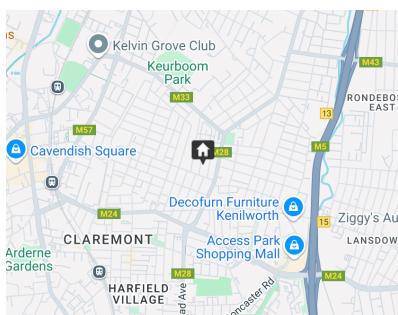 ns
Kelvin Grove Club
M43
Keurboom
Park
M33
RONDEBOS
EAST
13
M57
M5
M28
Cavendish Square
Decofurn Furniture
Kenilworth
M24
15
Ziggy's Au
CLAREMONT
Access Park
Shopping Mall
LANSDOW
Arderne
Gardens
M28
M24
HARFIELD
VILLAGE
ad Ave
oncaster Rd